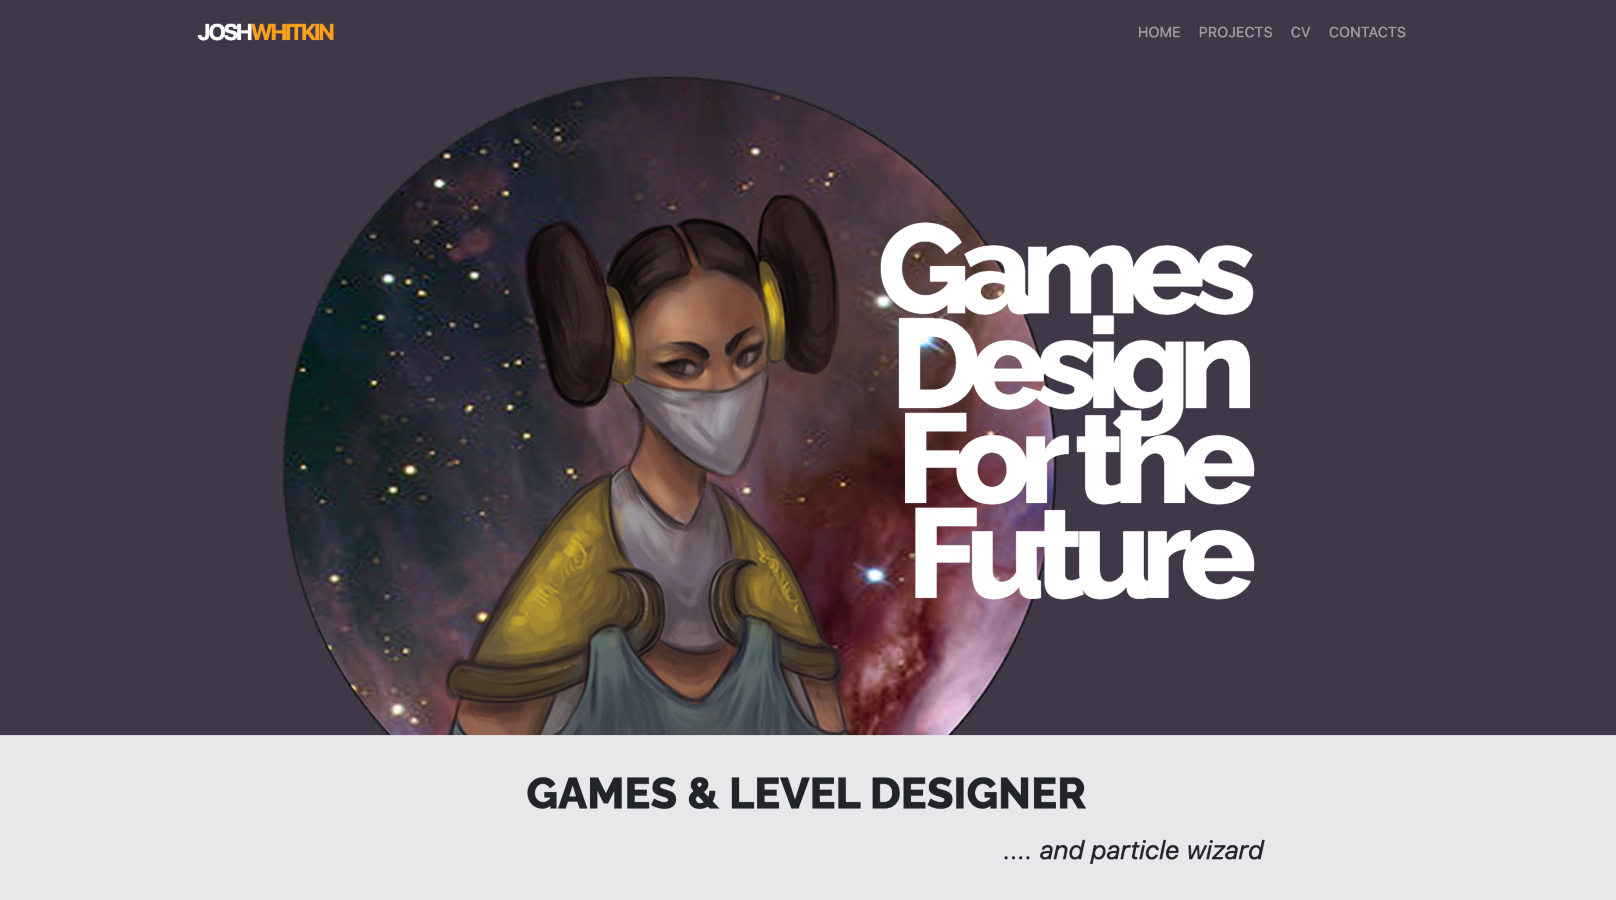 JOSHWHITKIN
HOME PROJECTS CV CONTACTS
Games
Design
For the
Future
GAMES & LEVEL DESIGNER
.... and particle wizard